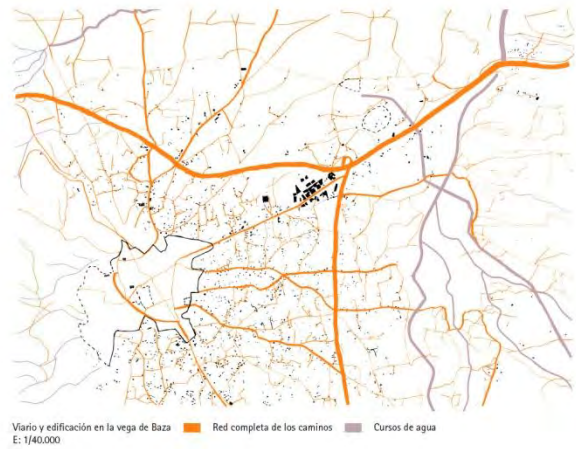 Viario y edificación en la vega de Baza Red completa de los caminos Cursos de agua
E: 1/40.000